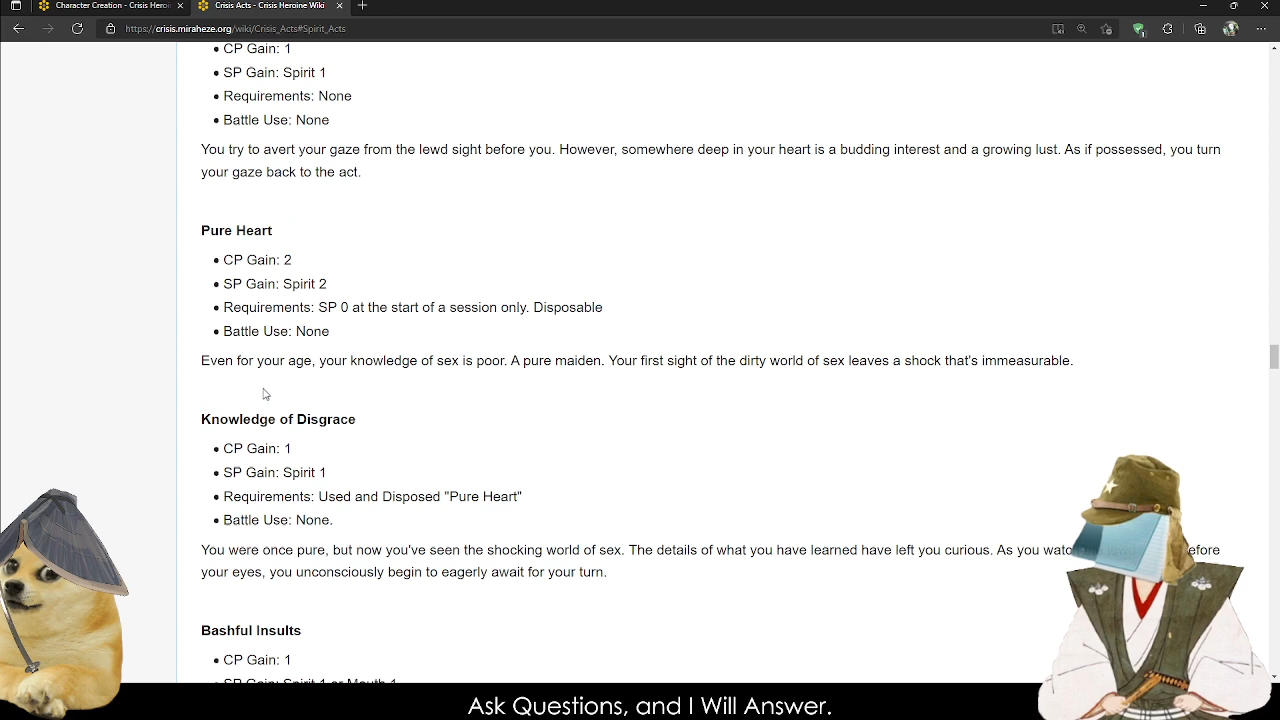 Character Creation - Crisis Heroi
Crisis Acts - Crisis Heroine Wiki
https://crisis.miraheze.org/wiki/Crisis_Acts#Spirit_Acts
CP Gain: 1
SP Gain: Spirit 1
Requirements: None
Battle Use: None
You try to avert your gaze from the lewd sight before you. However, somewhere deep in your heart is a budding interest and a growing lust. As if possessed, you turn
your gaze back to the act.
Pure Heart
CP Gain: 2
SP Gain: Spirit 2
Requirements: SP 0 at the start of a session only. Disposable
Battle Use: None
Even for your age, your knowledge of sex is poor. A pure maiden. Your first sight of the dirty world of sex leaves a shock that's immeasurable.
Knowledge of Disgrace
CP Gain: 1
SP Gain: Spirit 1
Requirements: Used and Disposed "Pure Heart"
Battle Use: None.
You were once pure, but now you've seen the shocking world of sex. The details of what you have learned have left you curious. As you efore
your eyes, you unconsciously begin to eagerly await for your turn.
Bashful Insults
CP Gain: 1
SP Gain: Spirit 1 or Mouth 1
Ask Questions, and I Will Answer.